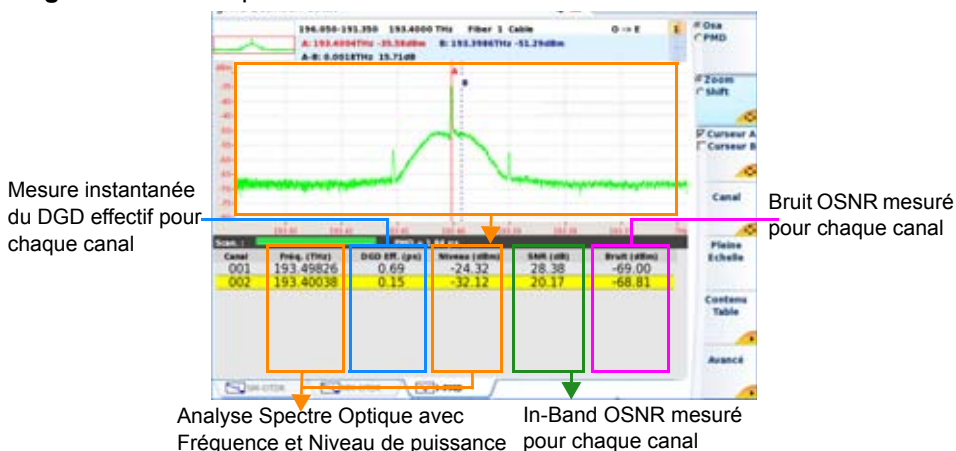 196.050-191.350 193.4000 THz Fiber 1 Cable O -> E E
A: 193.4004THz -35.58dBm B: 193.3986THz -51.29dBm
A-B: 0.0018THz 15.71dB
A
B
Osa
PMD
Zoom
Shift
Curseur A
Curseur B
Canal
Pleine
Echelle
Contenu
Table
Avancé
Mesure instantanée
du DGD effectif pour
chaque canal
Bruit OSNR mesuré
pour chaque canal
Scan. :
Canal Fréq. (THz) DGD Eff. (ps) Niveau (dBm) SNR (dB) Bruit (dBm)
001 193.49826 0.69 -24.32 28.38 -69.00
002 193.40038 0.15 -32.12 20.17 -68.81
Analyse Spectre Optique avec
Fréquence et Niveau de puissance
In-Band OSNR mesuré
pour chaque canal